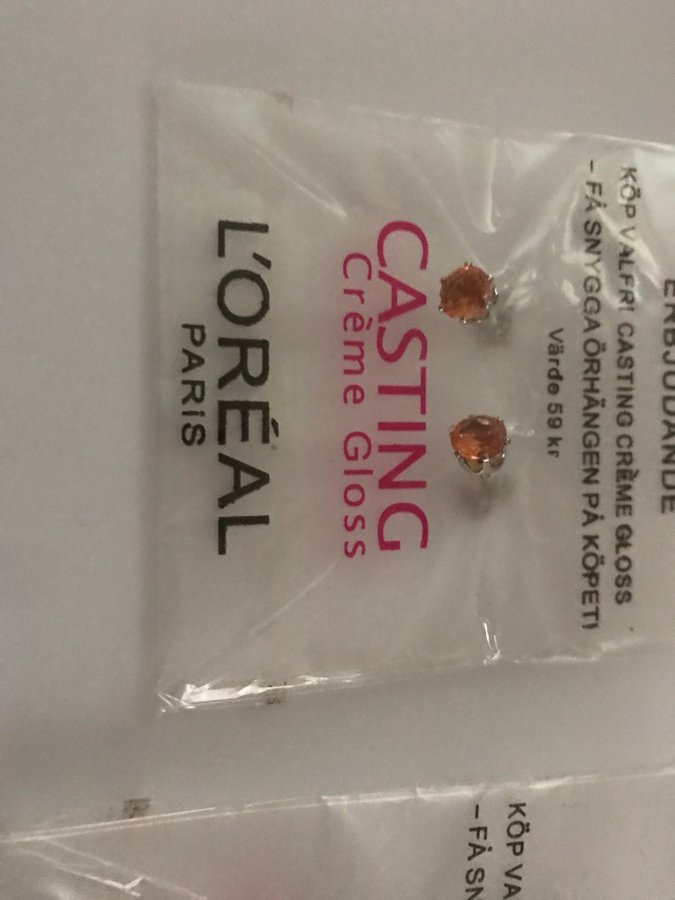 ERBJUDANDE
KÖP VALFRI CASTING CRÈME GLOSS
– FÅ SNYGGA ÖRHÄNGEN PÅ KÖPET!
Värde 59 kr
CASTING
Crème Gloss
L'ORÉAL
PARIS
KÖP VA
– FÅ SN